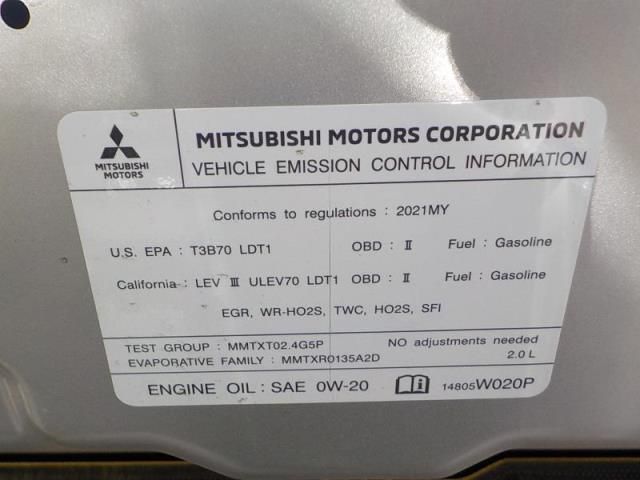 MITSUBISHI
MOTORS
MITSUBISHI MOTORS CORPORATION
VEHICLE EMISSION CONTROL INFORMATION
Conforms to regulations : 2021MY
U.S. EPA : T3B70 LDT1 OBD : Ⅱ Fuel : Gasoline
California : LEV Ⅲ ULEV70 LDT1 OBD : Ⅱ Fuel : Gasoline
EGR, WR-HO2S, TWC, HO2S, SFI
TEST GROUP : MMTXT02.4G5P NO adjustments needed
EVAPORATIVE FAMILY : MMTXR0135A2D 2.0 L
ENGINE OIL : SAE 0W-20 14805W020P